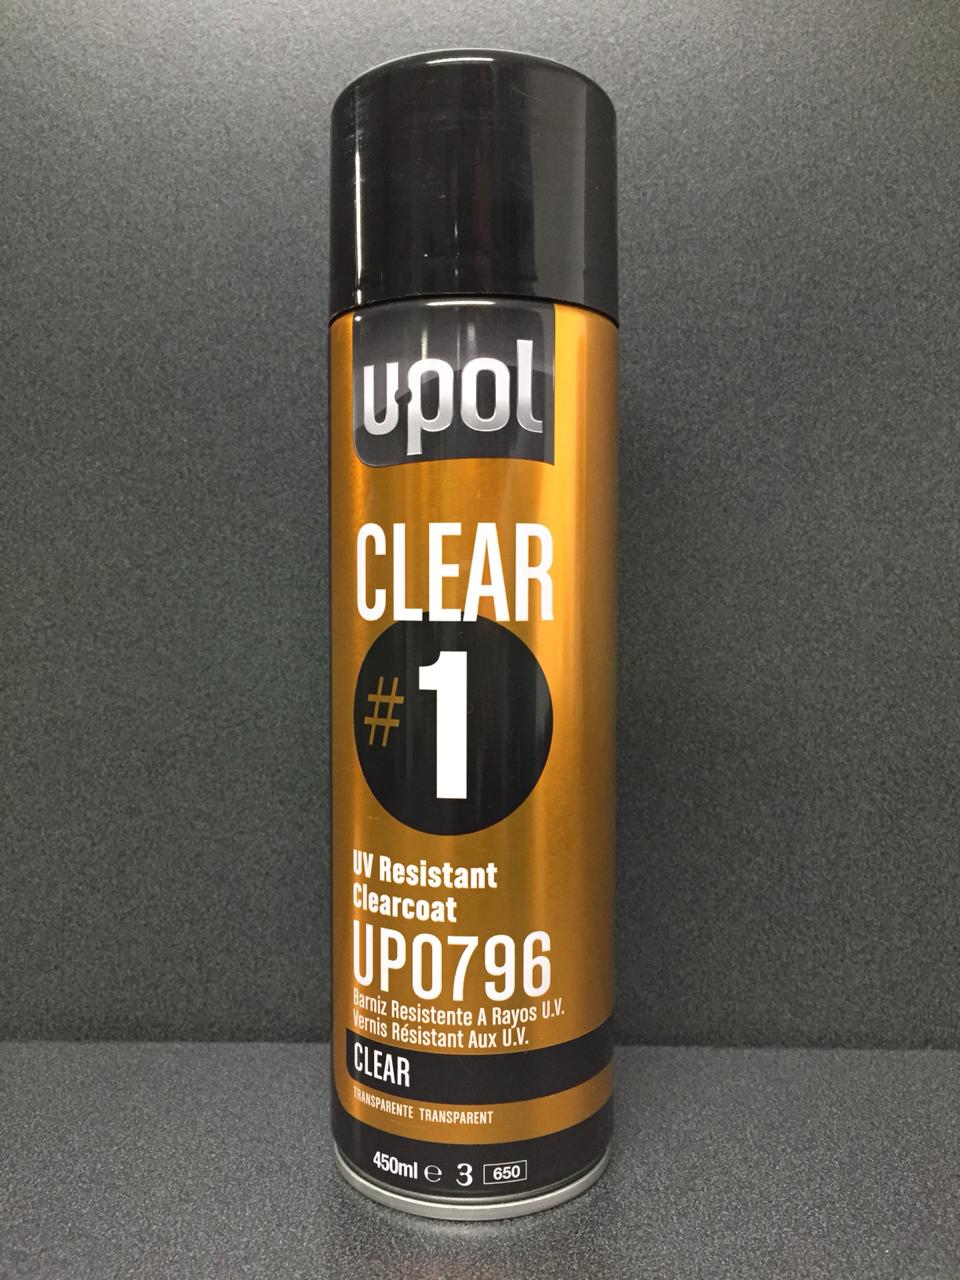 upol
CLEAR
#1
UV Resistant
Clearcoat
UP0796
Barniz Resistente A Rayos U.V.
Vernis Résistant Aux U.V.
CLEAR
TRANSPARENTE TRANSPARENT
450ml ℮ 3 650